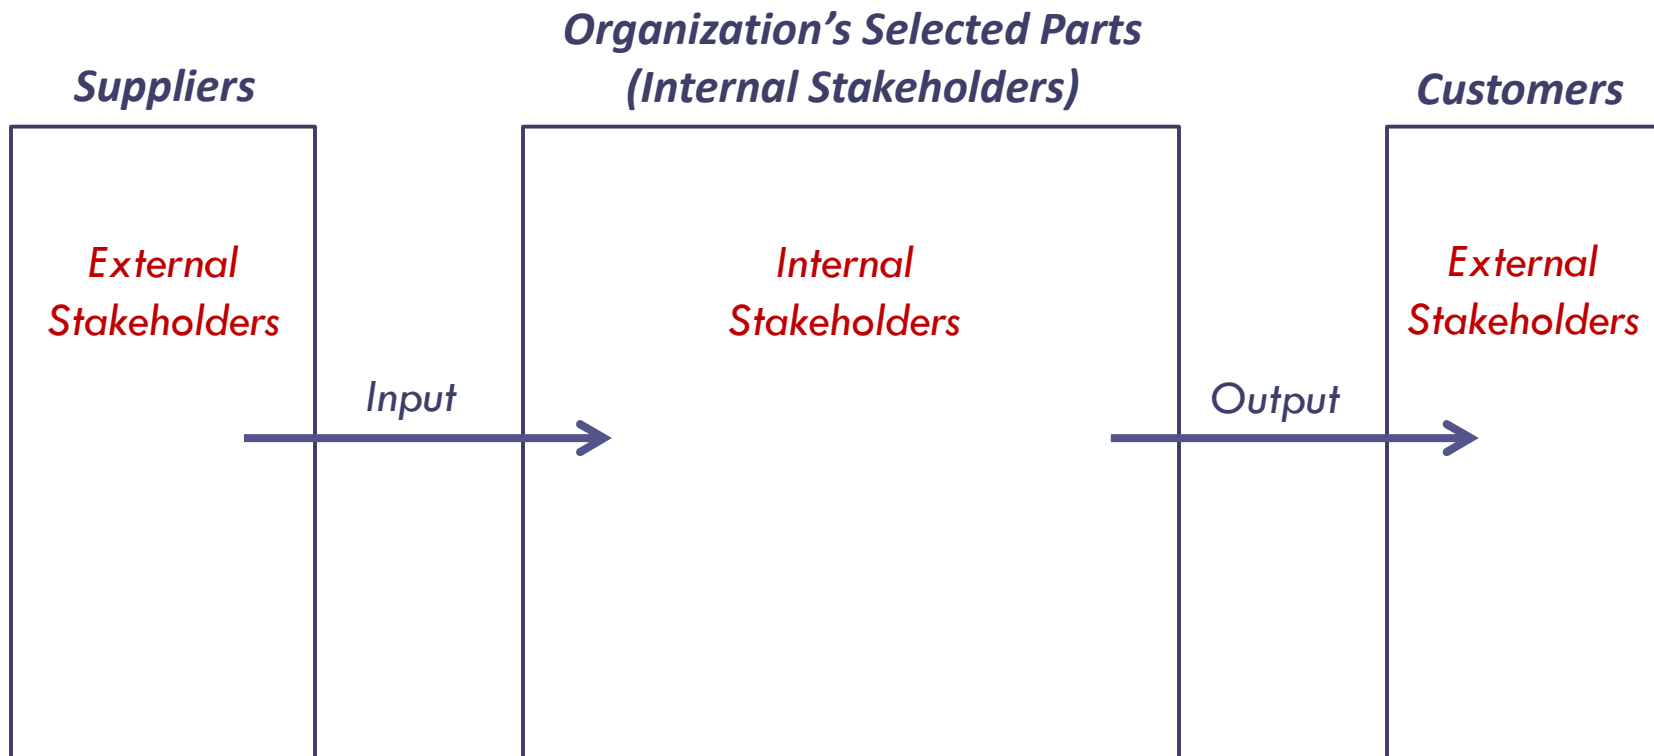 Organization’s Selected Parts
(Internal Stakeholders)
Suppliers
Customers
External
Stakeholders
Internal
Stakeholders
External
Stakeholders
Input
Output